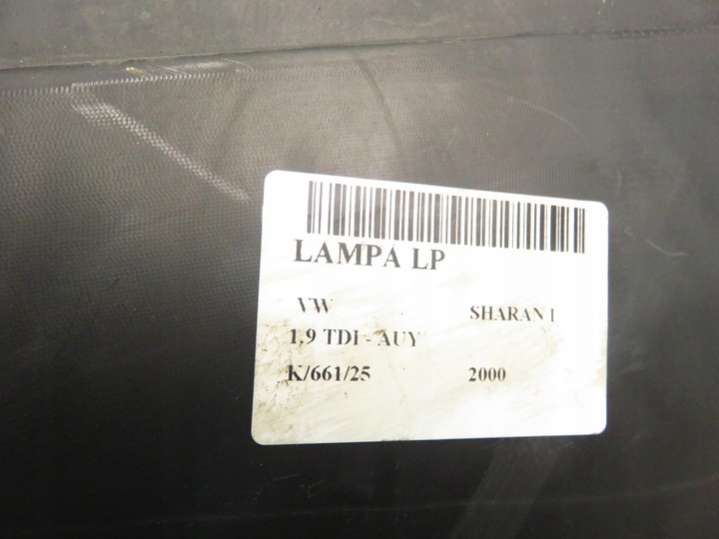 LAMPA LP
VW SHARAN I
1.9 TDI - AUY
K/661/25 2000